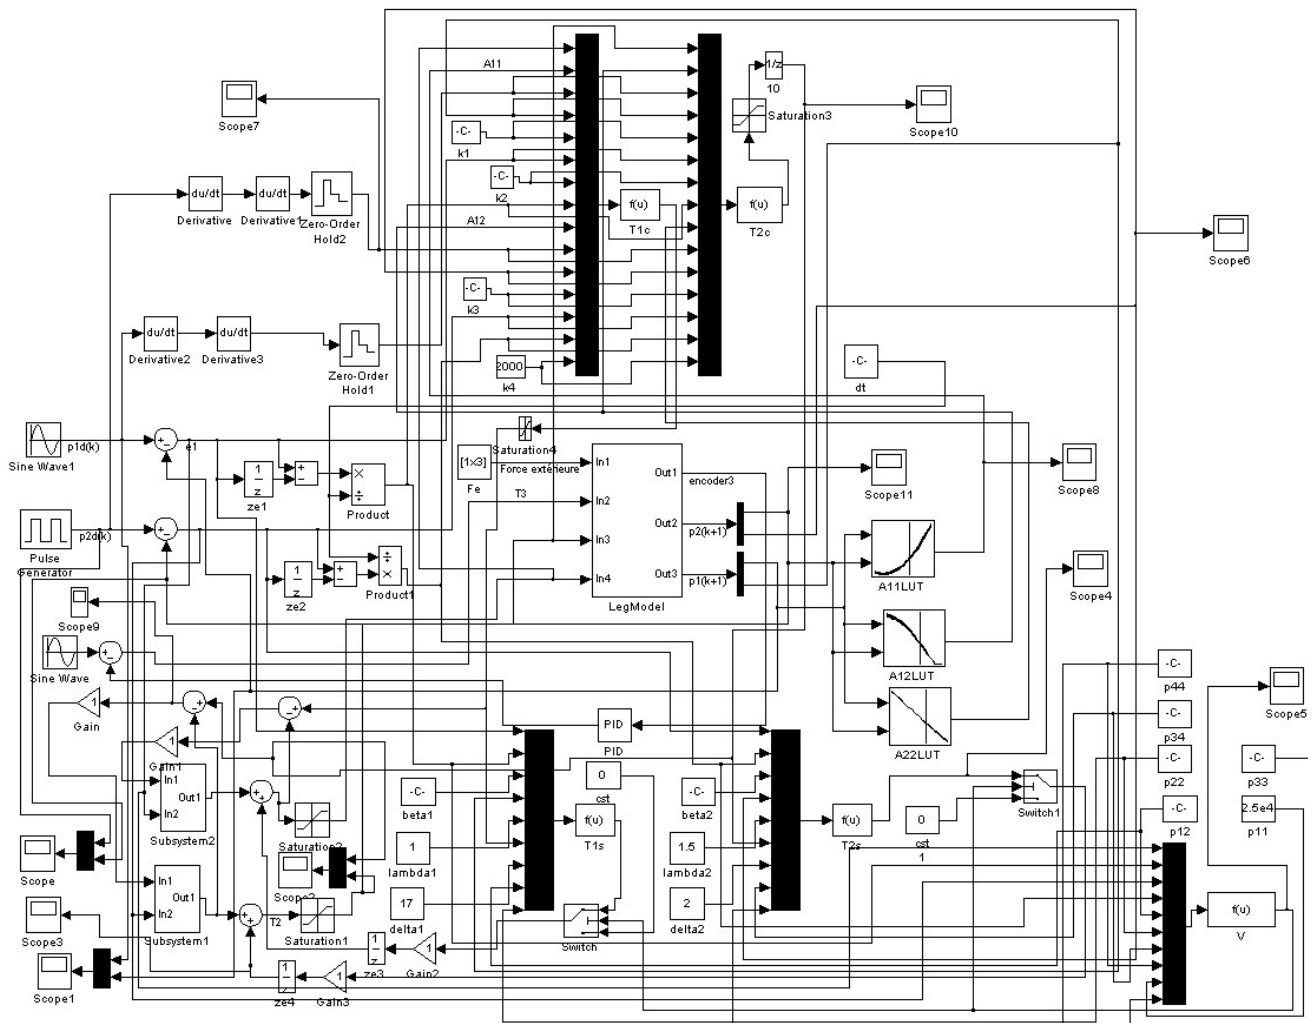 A11
1/z
10
Scope7
-C-
k1
Saturation3
Scope10
du/dt
Derivative
du/dt
Derivative1
Zero-Order
Hold2
-C-
k2
f(u)
T1c
f(u)
T2c
A12
Scope6
-C-
k3
du/dt
Derivative2
du/dt
Derivative3
Zero-Order
Hold1
2000
k4
-C-
dt
Sine Wave1
p1d(k)
e1
Saturation4
Force extérieure
[1x3]
Fe
In1
In2
In3
In4
Out1
Out2
Out3
LegModel
encoder3
p2(k+1)
p1(k+1)
T3
Scope11
Scope8
1
z
ze1
+
-
×
÷
Product
Pulse
Generator
p2d(k)
1
z
ze2
+
-
÷
×
Product1
A11LUT
Scope4
Scope9
Sine Wave
A12LUT
-C-
p44
1
Gain
1
Gain1
PID
PID
A22LUT
-C-
p34
Scope5
-C-
p22
-C-
p33
In1
In2
Out1
Subsystem2
Saturation2
-C-
beta1
0
cst
-C-
beta2
Switch1
-C-
p12
2.5e4
p11
Scope
Scope2
1
lambda1
f(u)
T1s
1.5
lambda2
f(u)
T2s
0
cst
1
In1
In2
Out1
Subsystem1
T2
Saturation1
17
delta1
Switch
2
delta2
f(u)
V
Scope3
1
z
ze3
1
Gain2
Scope1
1
z
ze4
1
Gain3